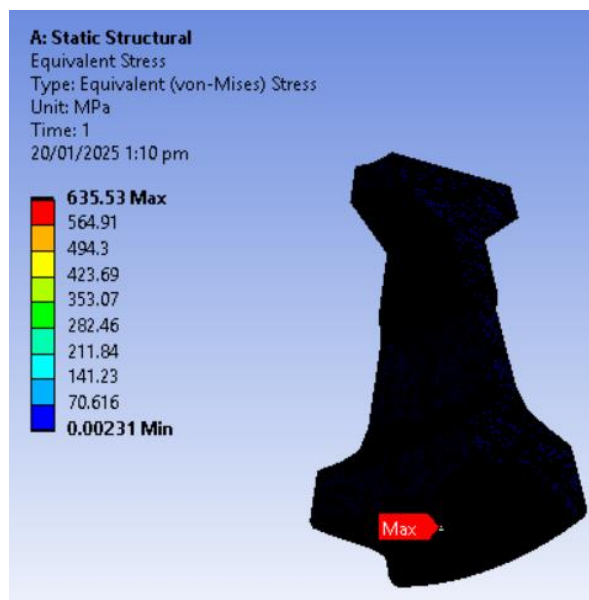 A: Static Structural
Equivalent Stress
Type: Equivalent (von-Mises) Stress
Unit: MPa
Time: 1
20/01/2025 1:10 pm
635.53 Max
564.91
494.3
423.69
353.07
282.46
211.84
141.23
70.616
0.00231 Min
Max